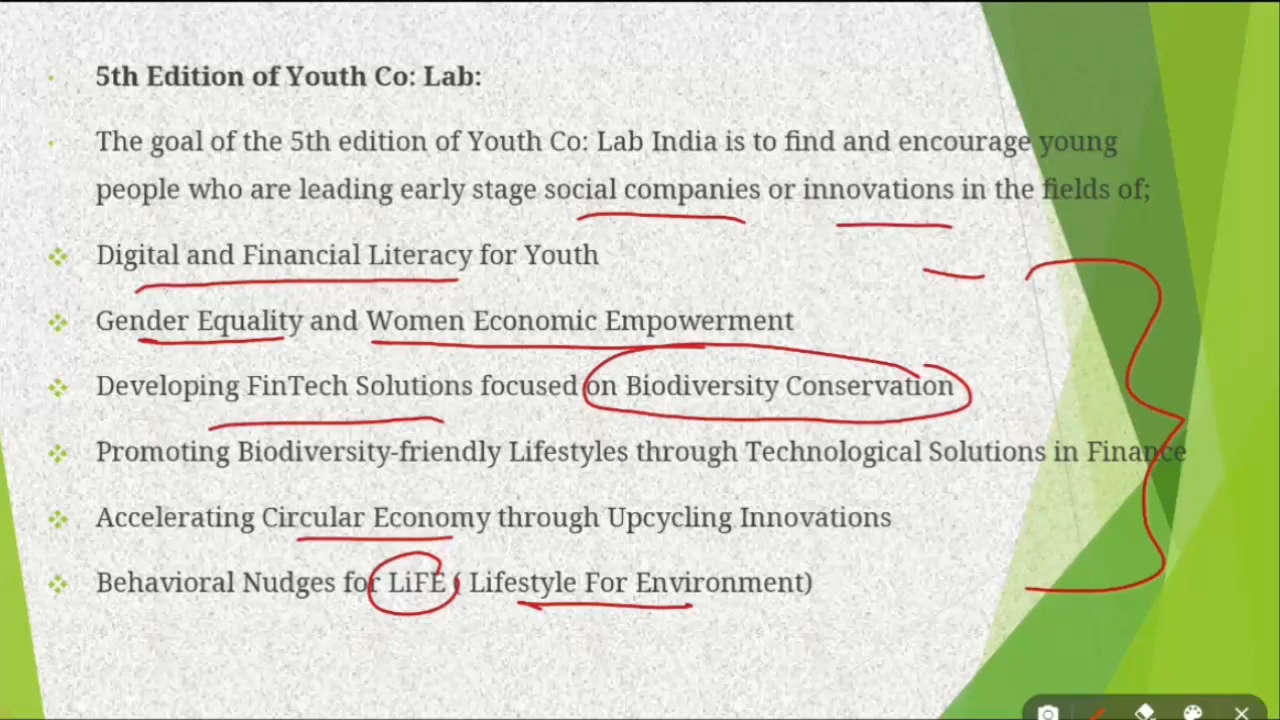 5th Edition of Youth Co: Lab:
The goal of the 5th edition of Youth Co: Lab India is to find and encourage young
people who are leading early stage social companies or innovations in the fields of;
Digital and Financial Literacy for Youth
Gender Equality and Women Economic Empowerment
Developing FinTech Solutions focused on Biodiversity Conservation
Promoting Biodiversity-friendly Lifestyles through Technological Solutions in Finance
Accelerating Circular Economy through Upcycling Innovations
Behavioral Nudges for LiFE ( Lifestyle For Environment)